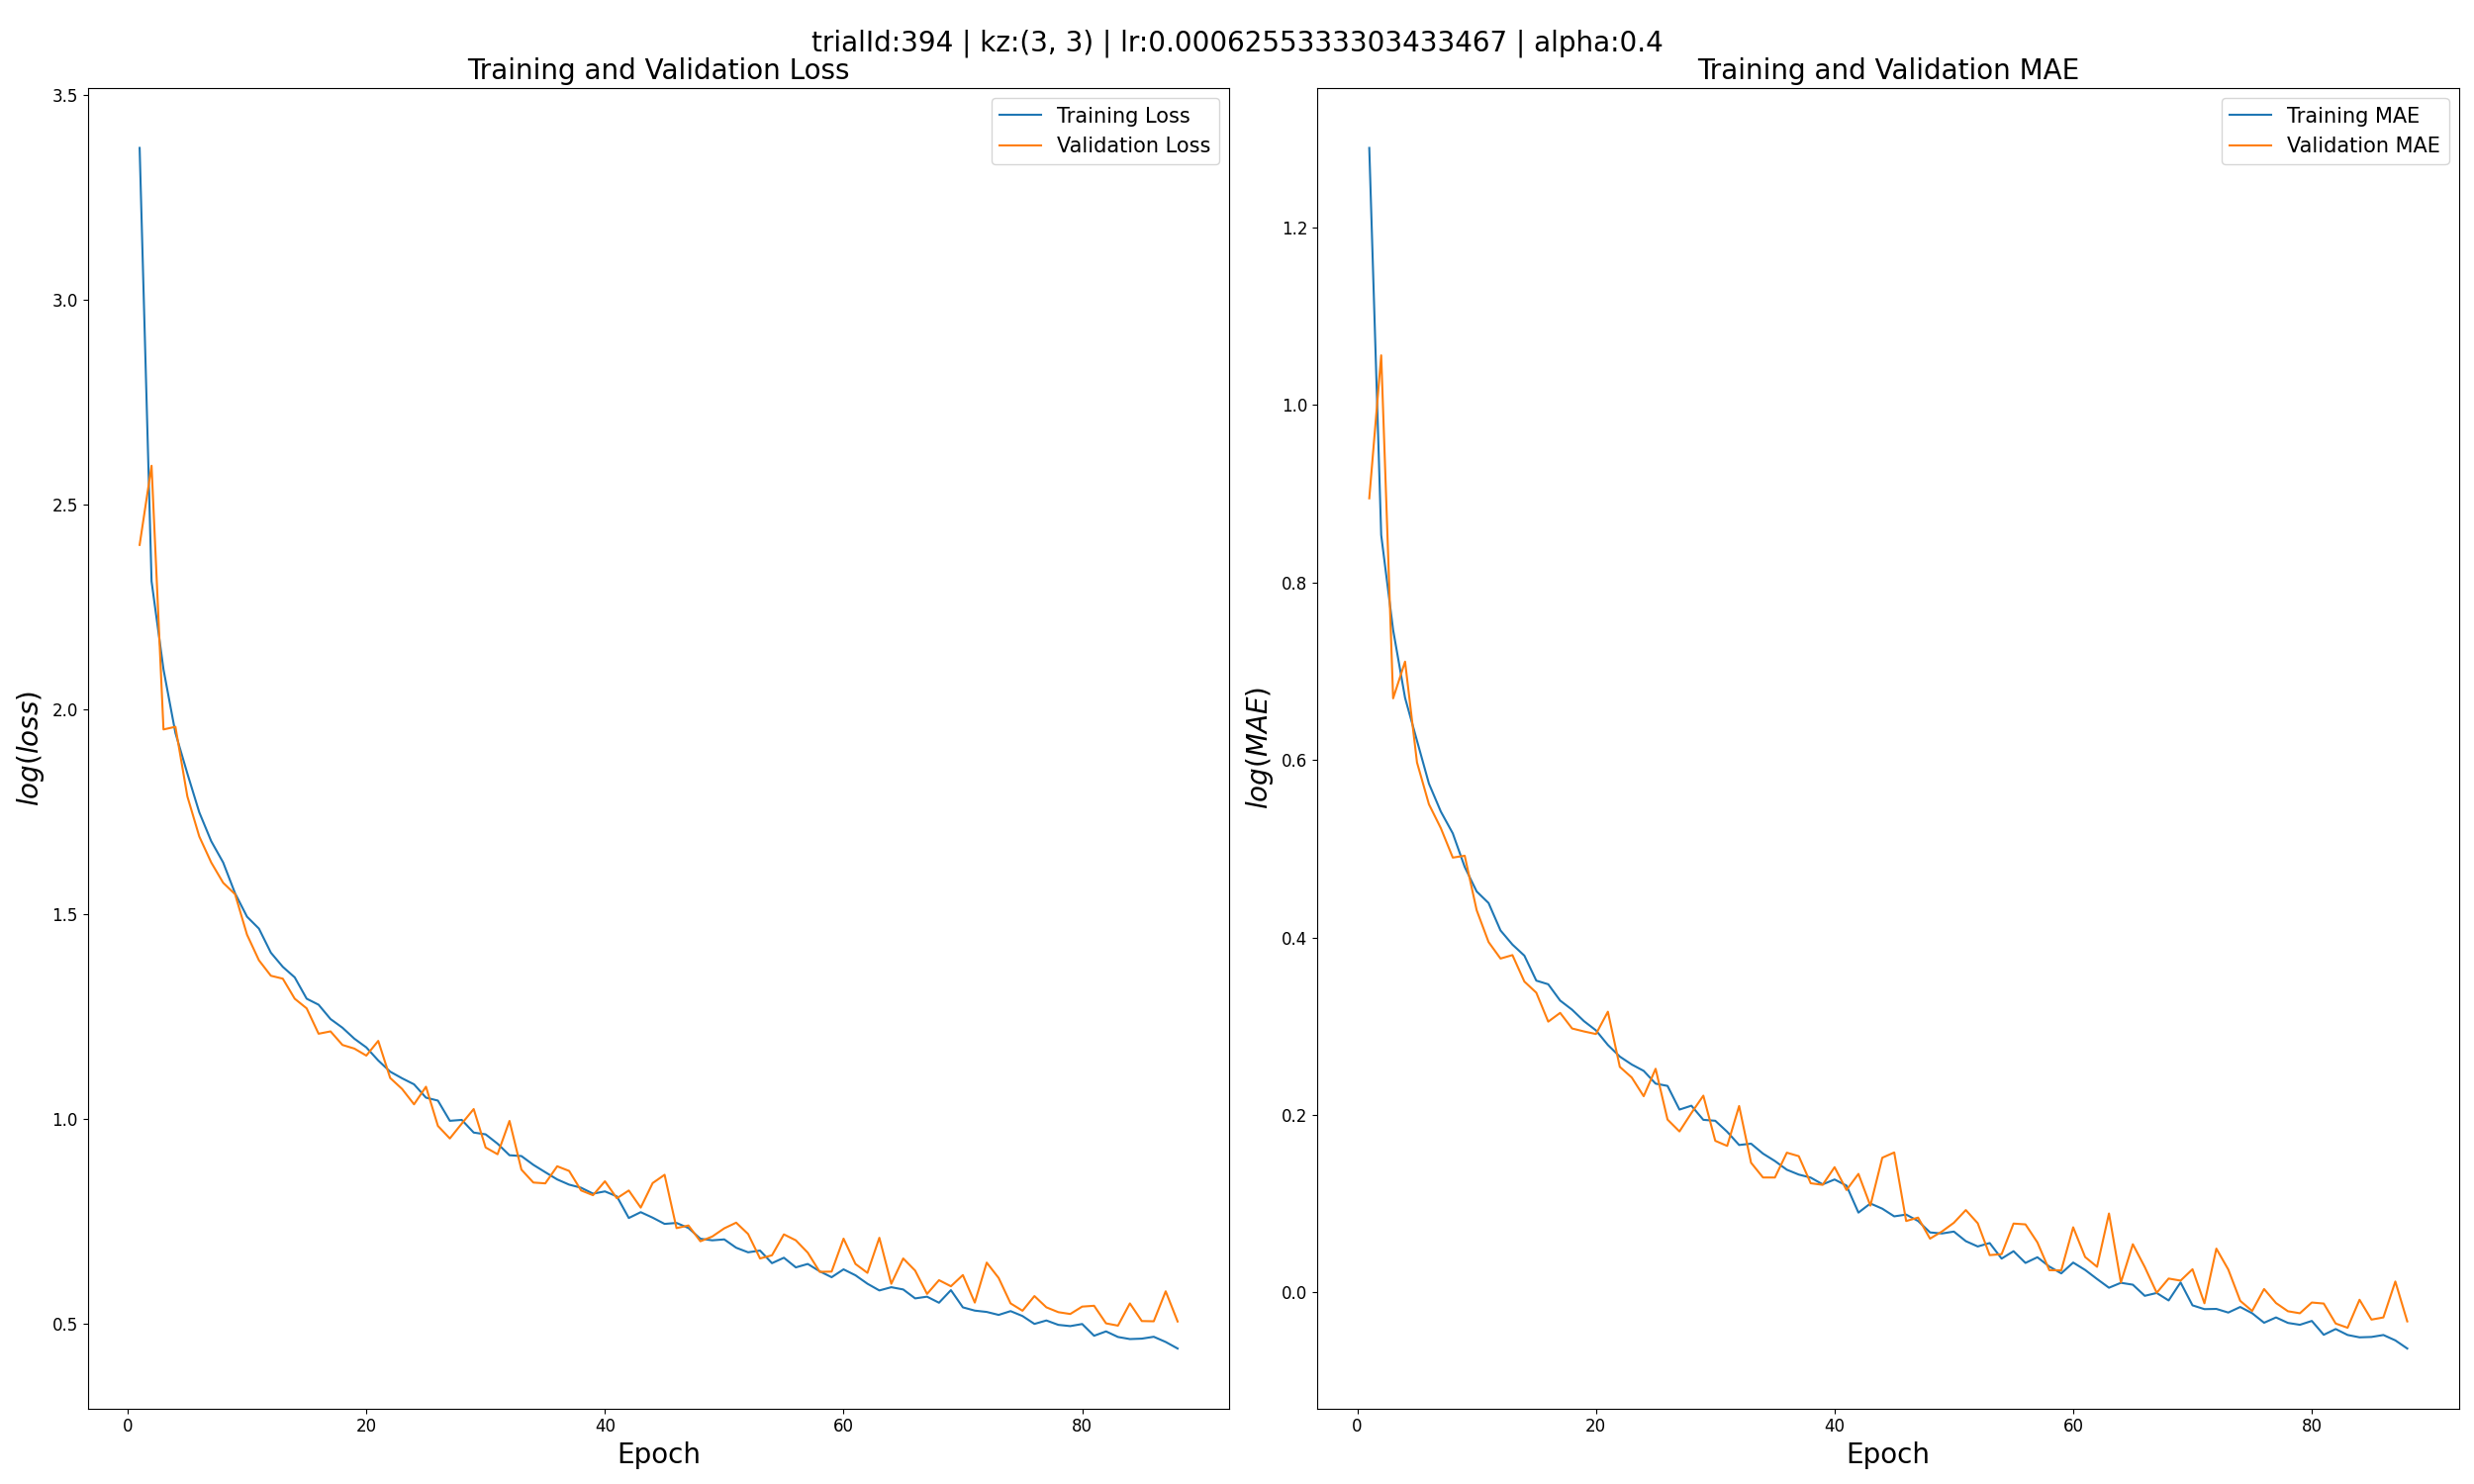 trialId:394 | kz:(3, 3) | lr:0.0006255333303433467 | alpha:0.4
Training and Validation Loss
3.5
3.0
2.5
2.0
1.5
1.0
0.5
log(loss)
Training Loss
Validation Loss
0 20 40 60 80
Epoch
Training and Validation MAE
1.2
1.0
0.8
0.6
0.4
0.2
0.0
log(MAE)
Training MAE
Validation MAE
0 20 40 60 80
Epoch